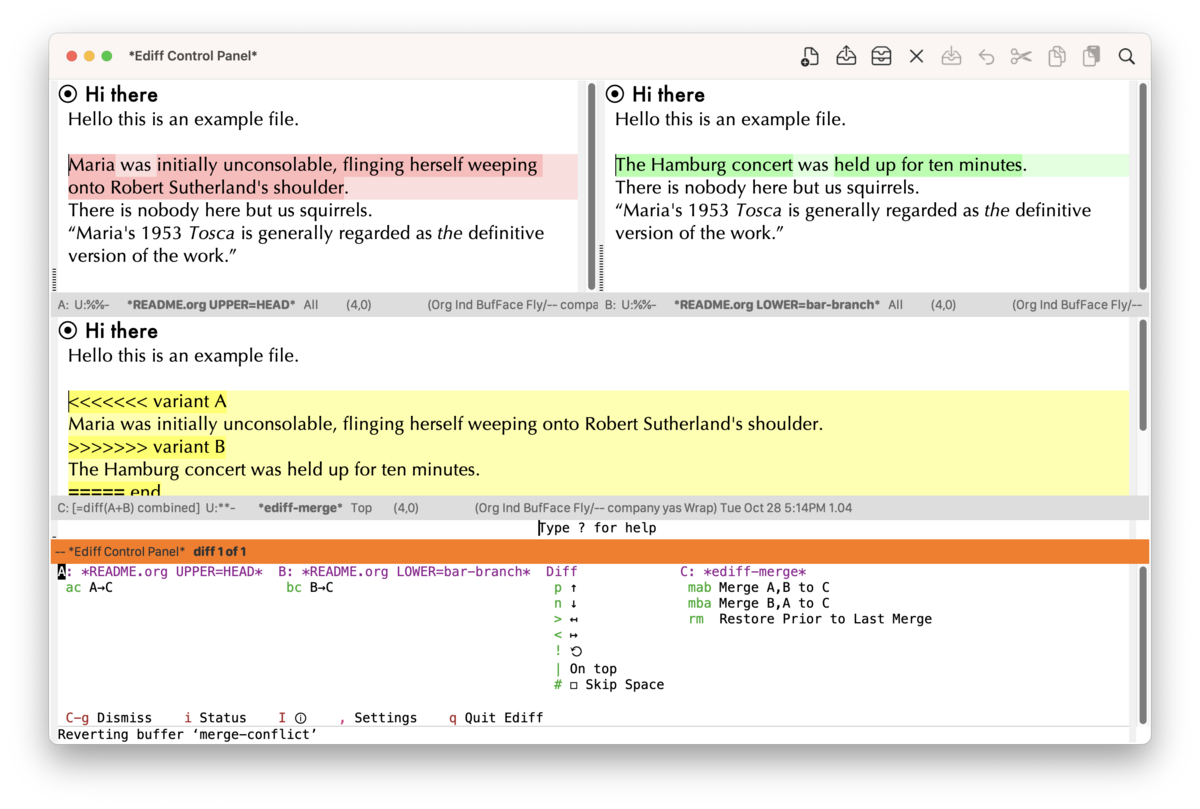 *Ediff Control Panel*
Hi there
Hello this is an example file.
Maria was initially unconsolable, flinging herself weeping
onto Robert Sutherland's shoulder.
There is nobody here but us squirrels.
“Maria's 1953 Tosca is generally regarded as the definitive
version of the work.”
A: U:%%- *README.org UPPER=HEAD* All (4,0) (Org Ind BufFace Fly/-- compa
Hi there
Hello this is an example file.
The Hamburg concert was held up for ten minutes.
There is nobody here but us squirrels.
“Maria's 1953 Tosca is generally regarded as the definitive
version of the work.”
B: U:%%- *README.org LOWER=bar-branch* All (4,0) (Org Ind BufFace Fly/--
Hi there
Hello this is an example file.
<<<<<<< variant A
Maria was initially unconsolable, flinging herself weeping onto Robert Sutherland's shoulder.
>>>>>>> variant B
The Hamburg concert was held up for ten minutes.
===== end
C: [=diff(A+B) combined] U:**- *ediff-merge* Top (4,0) (Org Ind BufFace Fly/-- company yas Wrap) Tue Oct 28 5:14PM 1.04
Type ? for help
-- *Ediff Control Panel* diff 1 of 1
A: *README.org UPPER=HEAD* B: *README.org LOWER=bar-branch* Diff C: *ediff-merge*
ac A→C bc B→C p ↑ mab Merge A,B to C
n ↓ mba Merge B,A to C
> ↤ rm Restore Prior to Last Merge
< ↦
! ⟲
| On top
# □ Skip Space
C-g Dismiss i Status I ⓘ , Settings q Quit Ediff
Reverting buffer ‘merge-conflict’